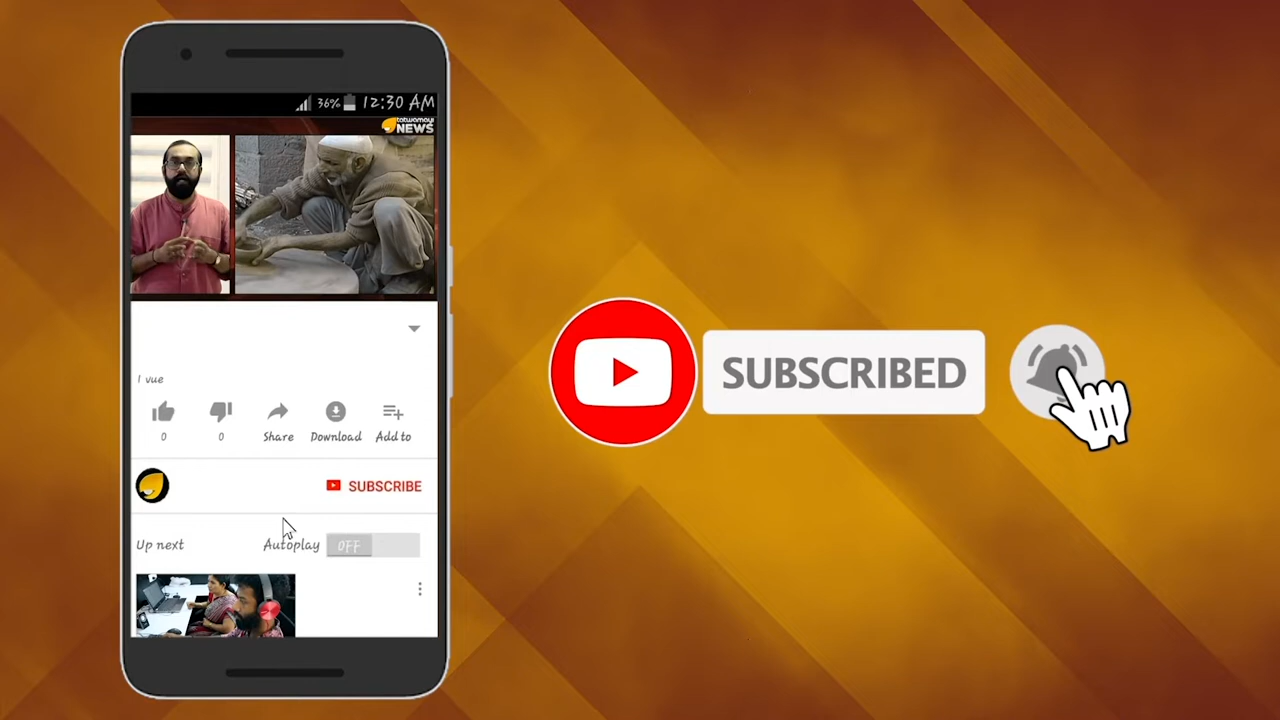 36% 12:30 AM
tatwamayi
NEWS
1 vue
0 0 Share Download Add to
SUBSCRIBE
Up next Autoplay OFF
SUBSCRIBED